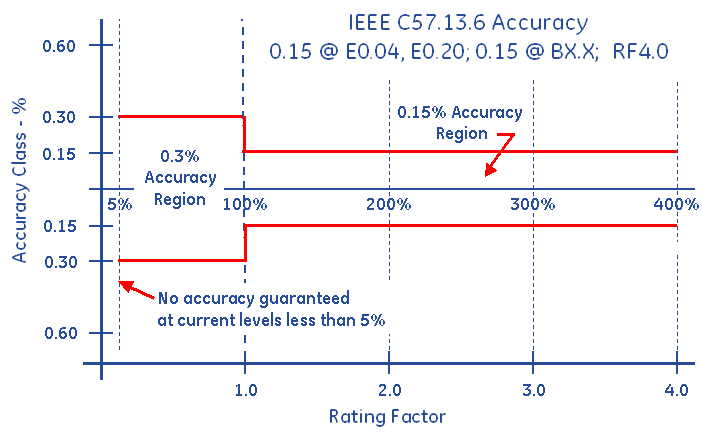 IEEE C57.13.6 Accuracy
0.15 @ E0.04, E0.20; 0.15 @ BX.X; RF4.0
Accuracy Class - %
0.60
0.30
0.15
0.15
0.30
0.60
0.15% Accuracy
Region
0.3%
Accuracy
Region
5%
100%
200%
300%
400%
No accuracy guaranteed
at current levels less than 5%
1.0
2.0
3.0
4.0
Rating Factor